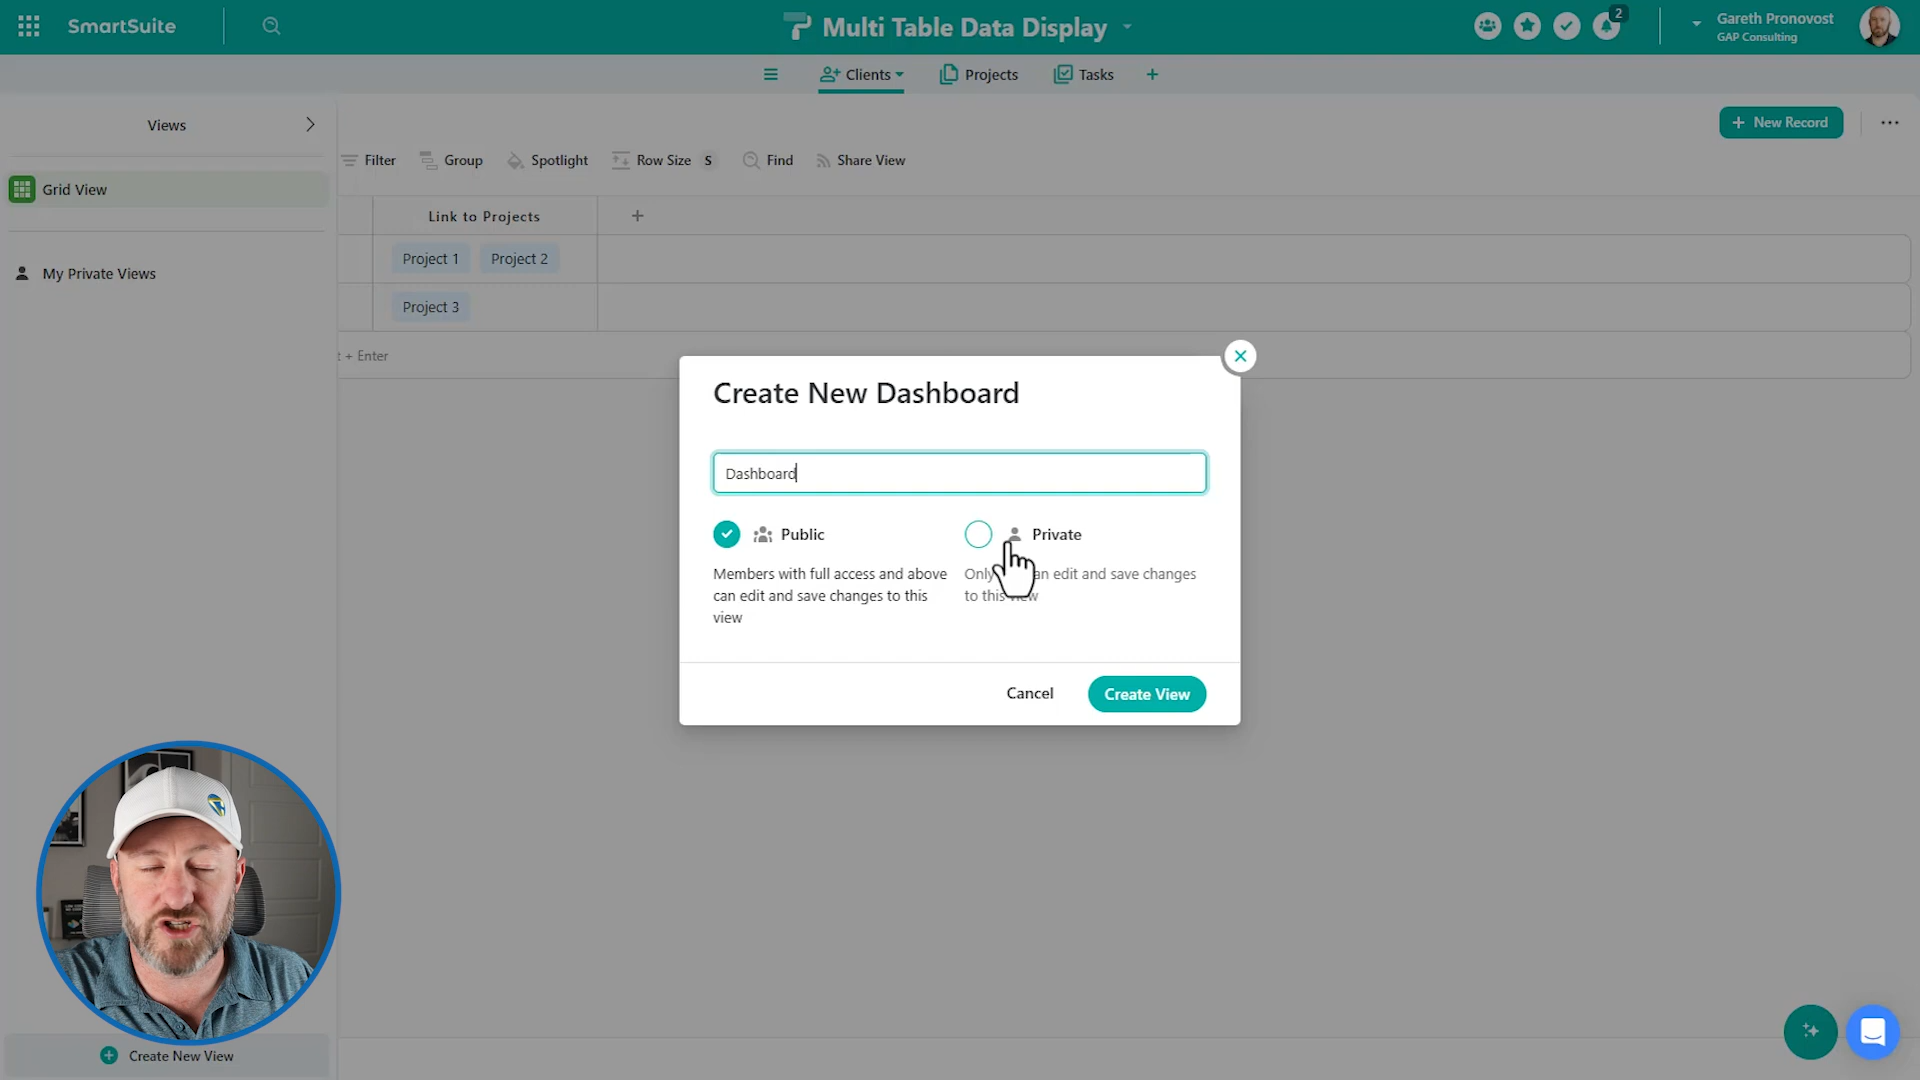 SmartSuite
Multi Table Data Display
2
Gareth Pronovost
GAP Consulting
Clients
Projects
Tasks
Views
New Record
Filter
Group
Spotlight
Row Size S
Find
Share View
Grid View
Link to Projects
Project 1 Project 2
My Private Views
Project 3
+ Enter
Create New Dashboard
Dashboard
Public
Private
Members with full access and above
can edit and save changes to this
view
Only an edit and save changes
to this view
Cancel
Create View
Create New View